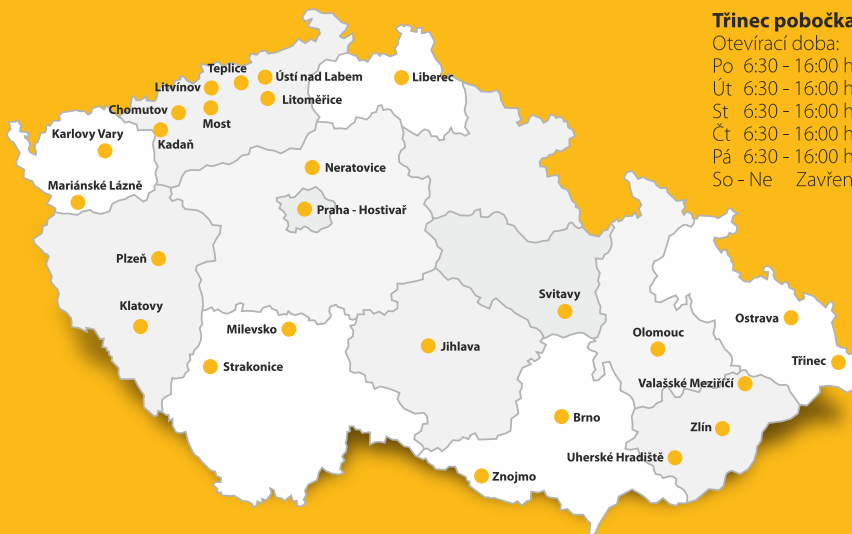 Třinec pobočka
Otevírací doba:
Po 6:30 - 16:00 h
Út 6:30 - 16:00 h
St 6:30 - 16:00 h
Čt 6:30 - 16:00 h
Pá 6:30 - 16:00 h
So - Ne Zavřen
Teplice
Ústí nad Labem
Liberec
Litvínov
Litoměřice
Chomutov
Most
Karlovy Vary
Kadaň
Neratovice
Mariánské Lázně
Praha - Hostivař
Plzeň
Svitavy
Klatovy
Ostrava
Milevsko
Olomouc
Jihlava
Třinec
Strakonice
Valašské Meziříčí
Brno
Zlín
Uherské Hradiště
Znojmo